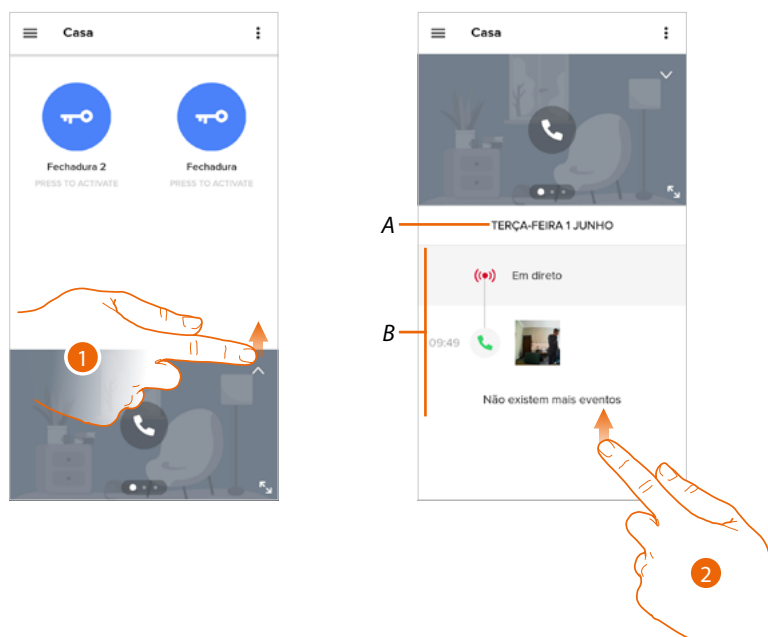 Casa
Fechadura 2
PRESS TO ACTIVATE
Fechadura
PRESS TO ACTIVATE
1
Casa
A
TERÇA-FEIRA 1 JUNHO
Em direto
B
09:49
Não existem mais eventos
2